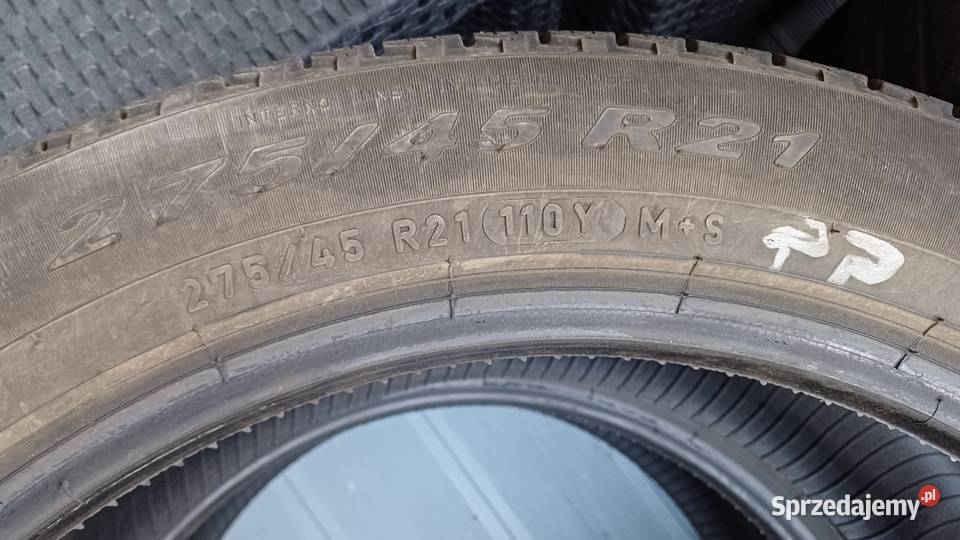 275/45 R21
275/45 R21 110Y M+S PP
Sprzedajemy.pl